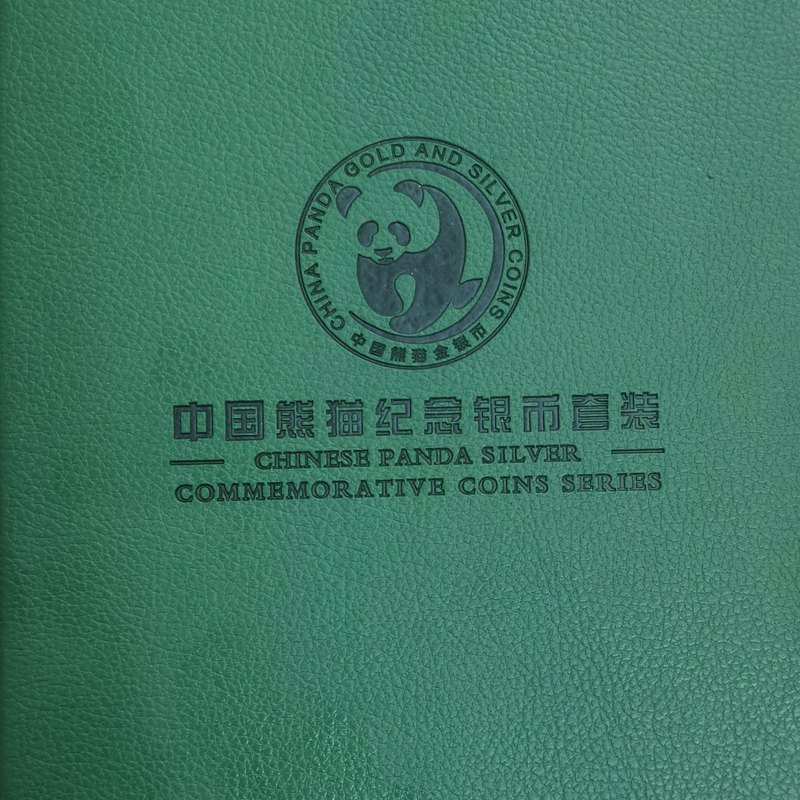 CHINA PANDA GOLD AND SILVER COINS
中国熊猫金银币
中国熊猫纪念银币套装
CHINESE PANDA SILVER
COMMEMORATIVE COINS SERIES